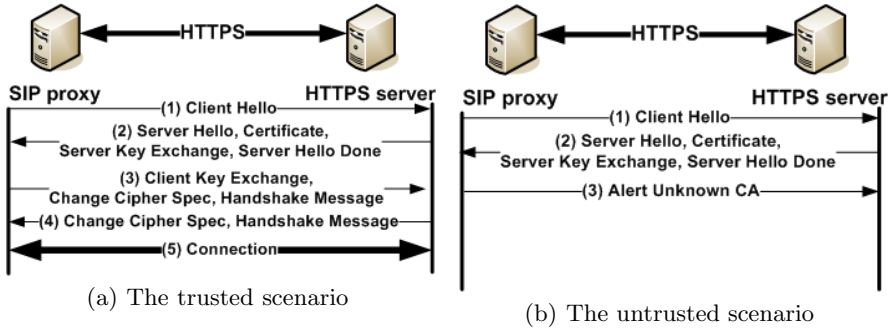 HTTPS
SIP proxy
HTTPS server
(1) Client Hello
(2) Server Hello, Certificate,
Server Key Exchange, Server Hello Done
(3) Client Key Exchange,
Change Cipher Spec, Handshake Message
(4) Change Cipher Spec, Handshake Message
(5) Connection
(a) The trusted scenario
HTTPS
SIP proxy
HTTPS server
(1) Client Hello
(2) Server Hello, Certificate,
Server Key Exchange, Server Hello Done
(3) Alert Unknown CA
(b) The untrusted scenario